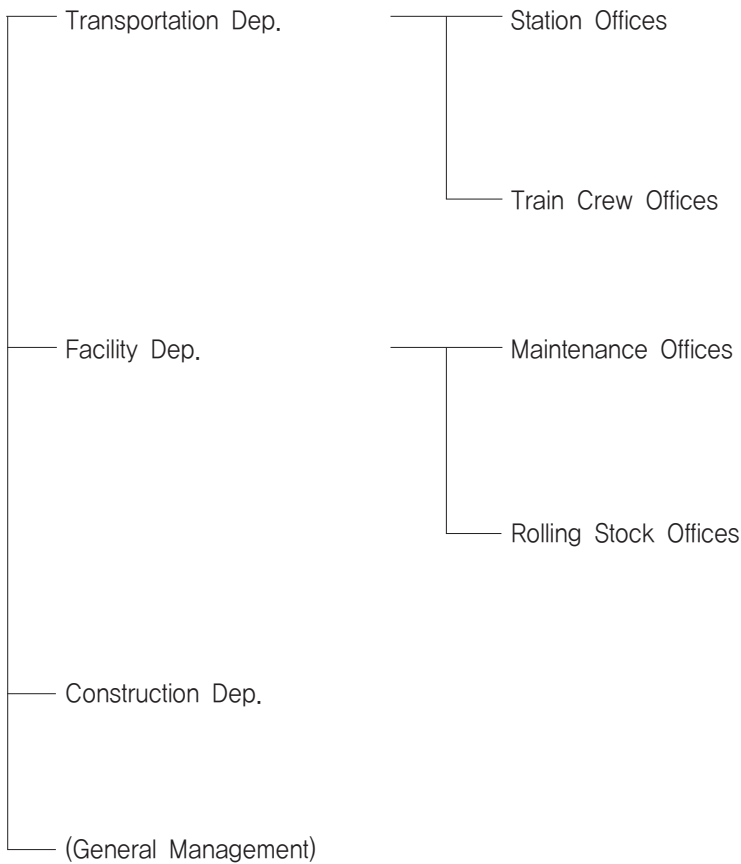 Transportation Dep.
Station Offices
Train Crew Offices
Facility Dep.
Maintenance Offices
Rolling Stock Offices
Construction Dep.
(General Management)